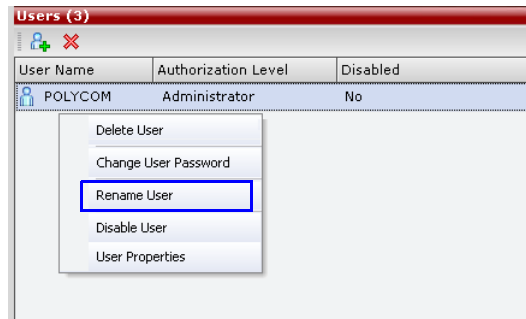 Users (3)
User Name Authorization Level Disabled
POLYCOM Administrator No
Delete User
Change User Password
Rename User
Disable User
User Properties